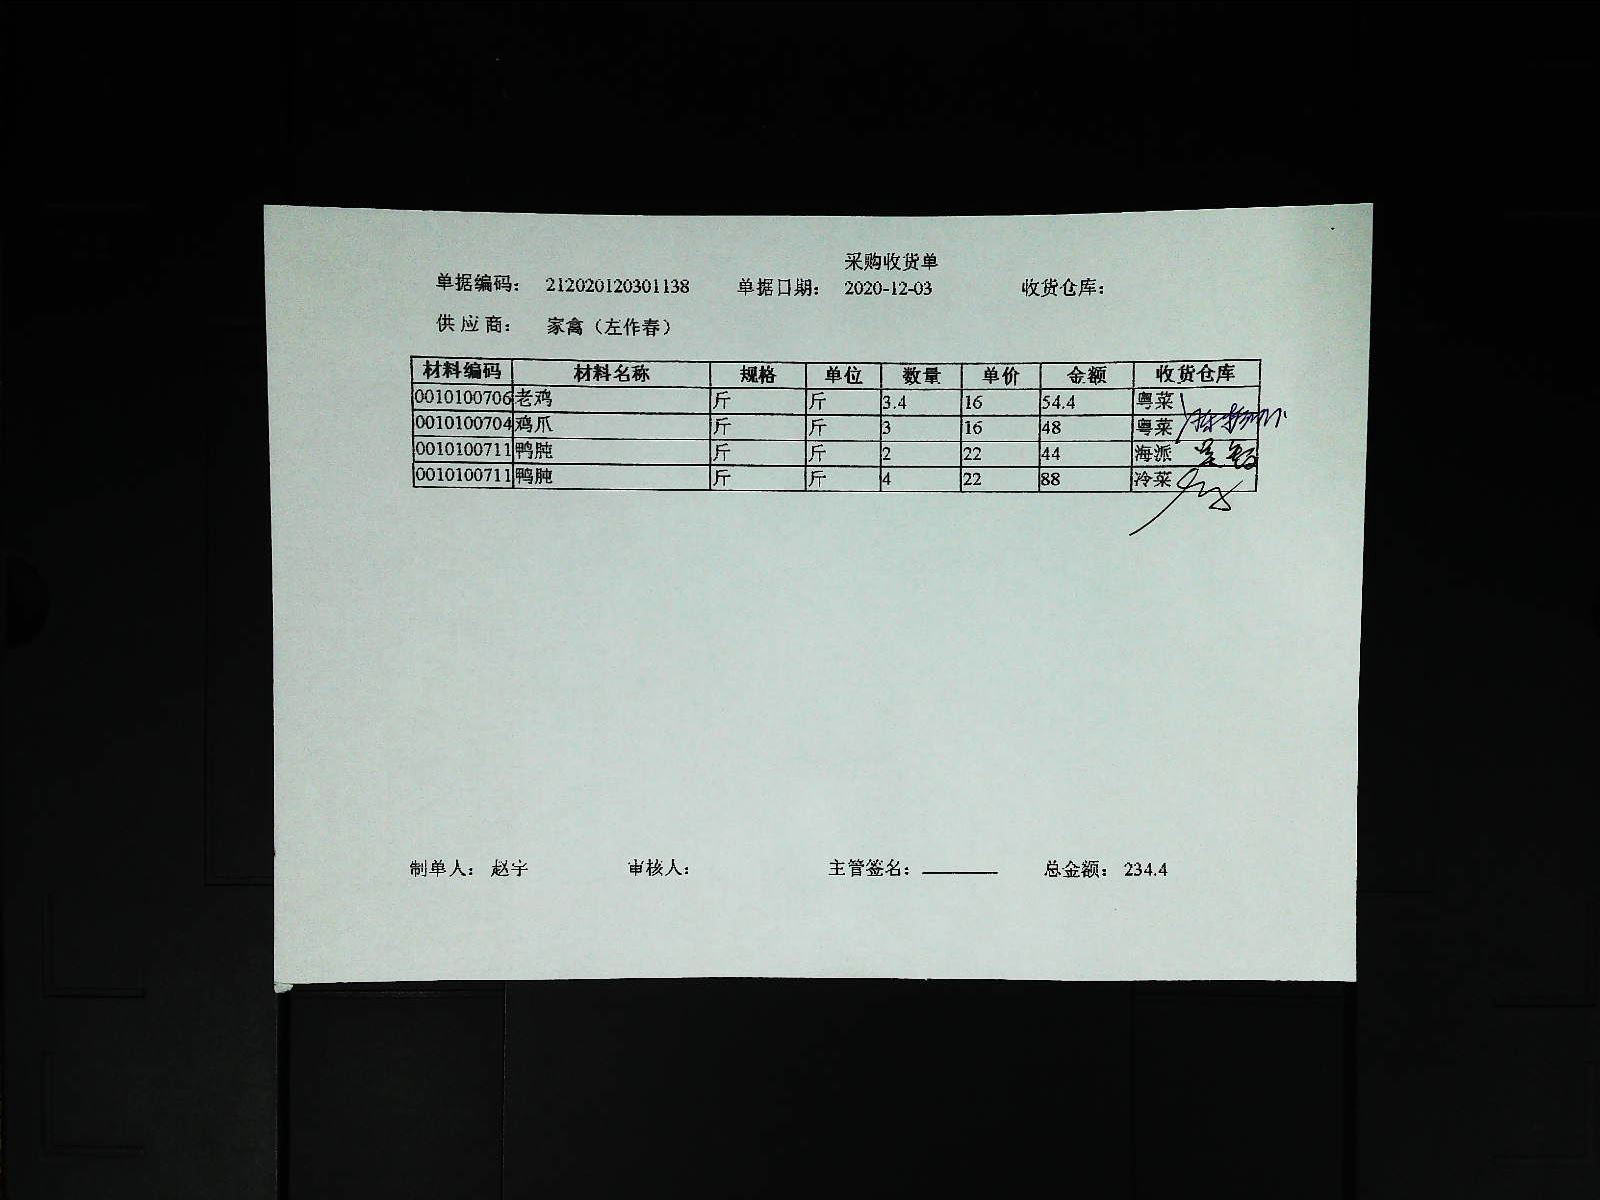 采购收货单
单据编码： 212020120301138 单据日期： 2020-12-03 收货仓库：
供应商： 家禽（左作春）
材料编码 材料名称 规格 单位 数量 单价 金额 收货仓库
0010100706 老鸡 斤 斤 3.4 16 54.4 粤菜
0010100704 鸡爪 斤 斤 3 16 48 粤菜
0010100711 鸭肫 斤 斤 2 22 44 海派
0010100711 鸭肫 斤 斤 4 22 88 冷菜
制单人： 赵宇 审核人： 主管签名： 总金额： 234.4